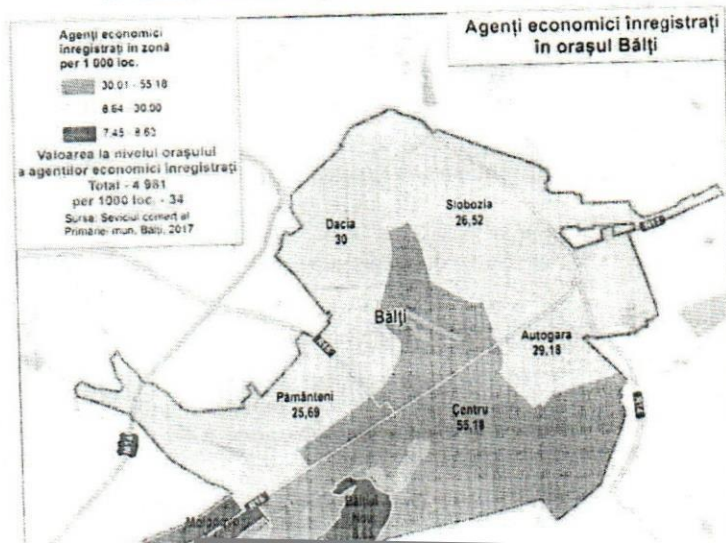 Agenți economici
înregistrați în zonă
per 1 000 loc.
30.01 - 55.18
8.64 - 30.00
7.45 - 8.63
Valoarea la nivelul orașului
a agenților economici înregistrați
Total - 4 981
per 1000 loc. - 34
Sursa: Seviciul comerț al
Primăriei mun. Bălți, 2017
Agenți economici înregistrați
în orașul Bălți
Slobozia
26,52
Dacia
30
Bălți
Autogara
29,18
Pământeni
25,69
Centru
55,18